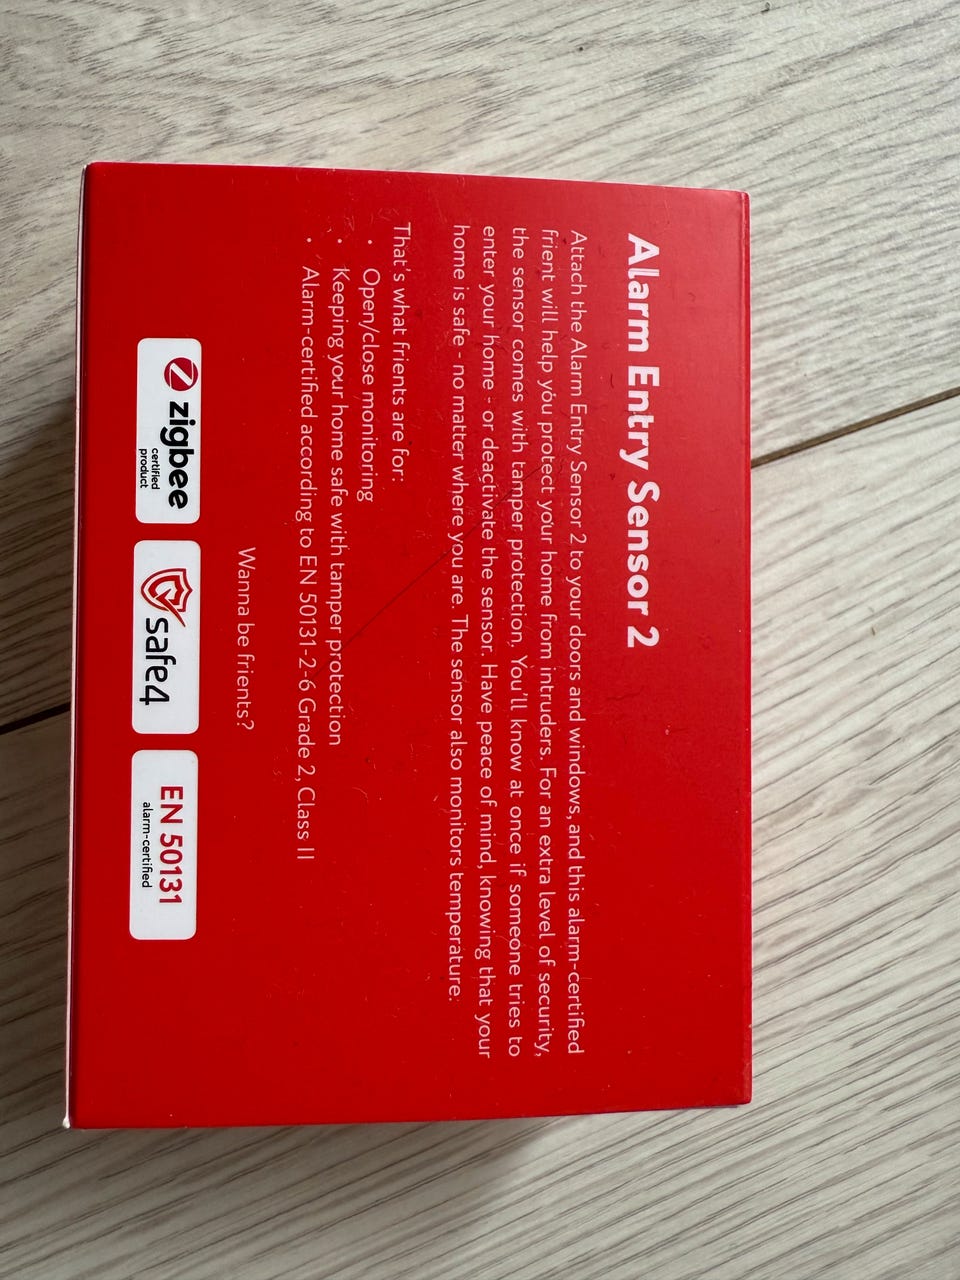 Alarm Entry Sensor 2
Attach the Alarm Entry Sensor 2 to your doors and windows, and this alarm-certified
frient will help you protect your home from intruders. For an extra level of security,
the sensor comes with tamper protection. You'll know at once if someone tries to
enter your home - or deactivate the sensor. Have peace of mind, knowing that your
home is safe - no matter where you are. The sensor also monitors temperature.
That's what frients are for:
• Open/close monitoring
• Keeping your home safe with tamper protection
• Alarm-certified according to EN 50131-2-6 Grade 2, Class II
Wanna be frients?
zigbee
certified
product
safe4
EN 50131
alarm-certified